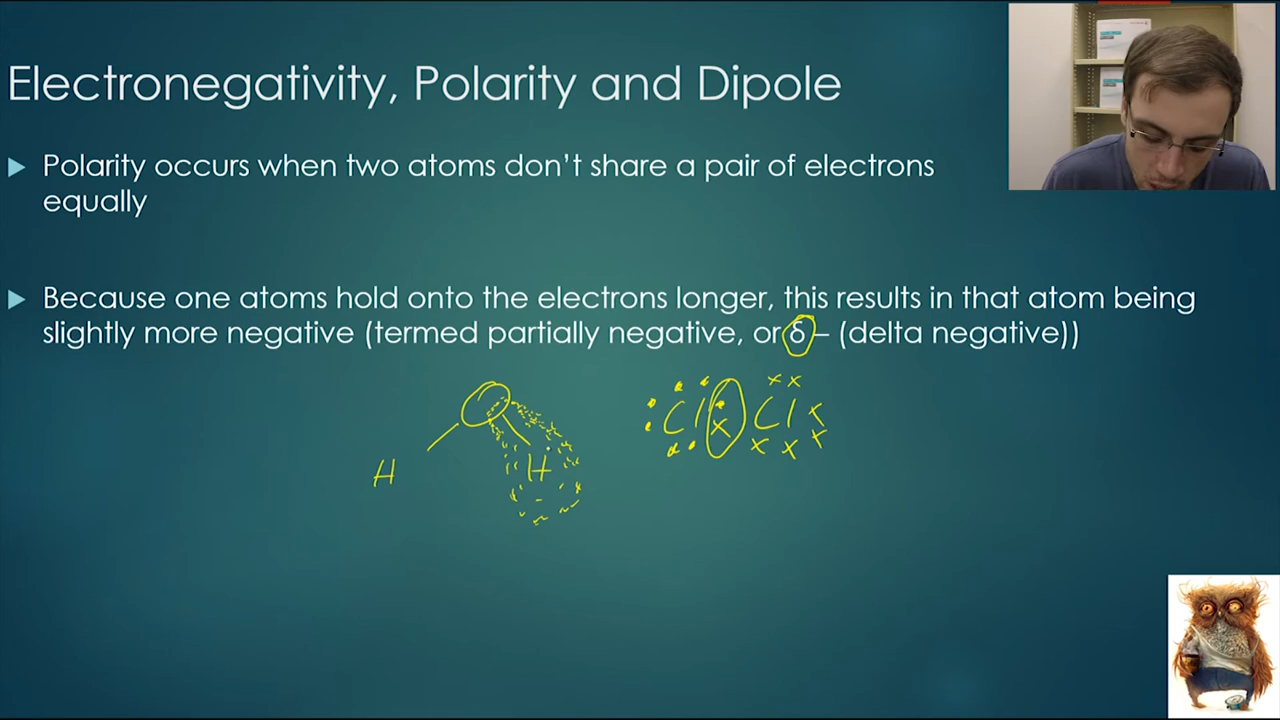 Electronegativity, Polarity and Dipole
Polarity occurs when two atoms don't share a pair of electrons
equally
Because one atoms hold onto the electrons longer, this results in that atom being
slightly more negative (termed partially negative, or δ – (delta negative))
Cl x Cl
H H